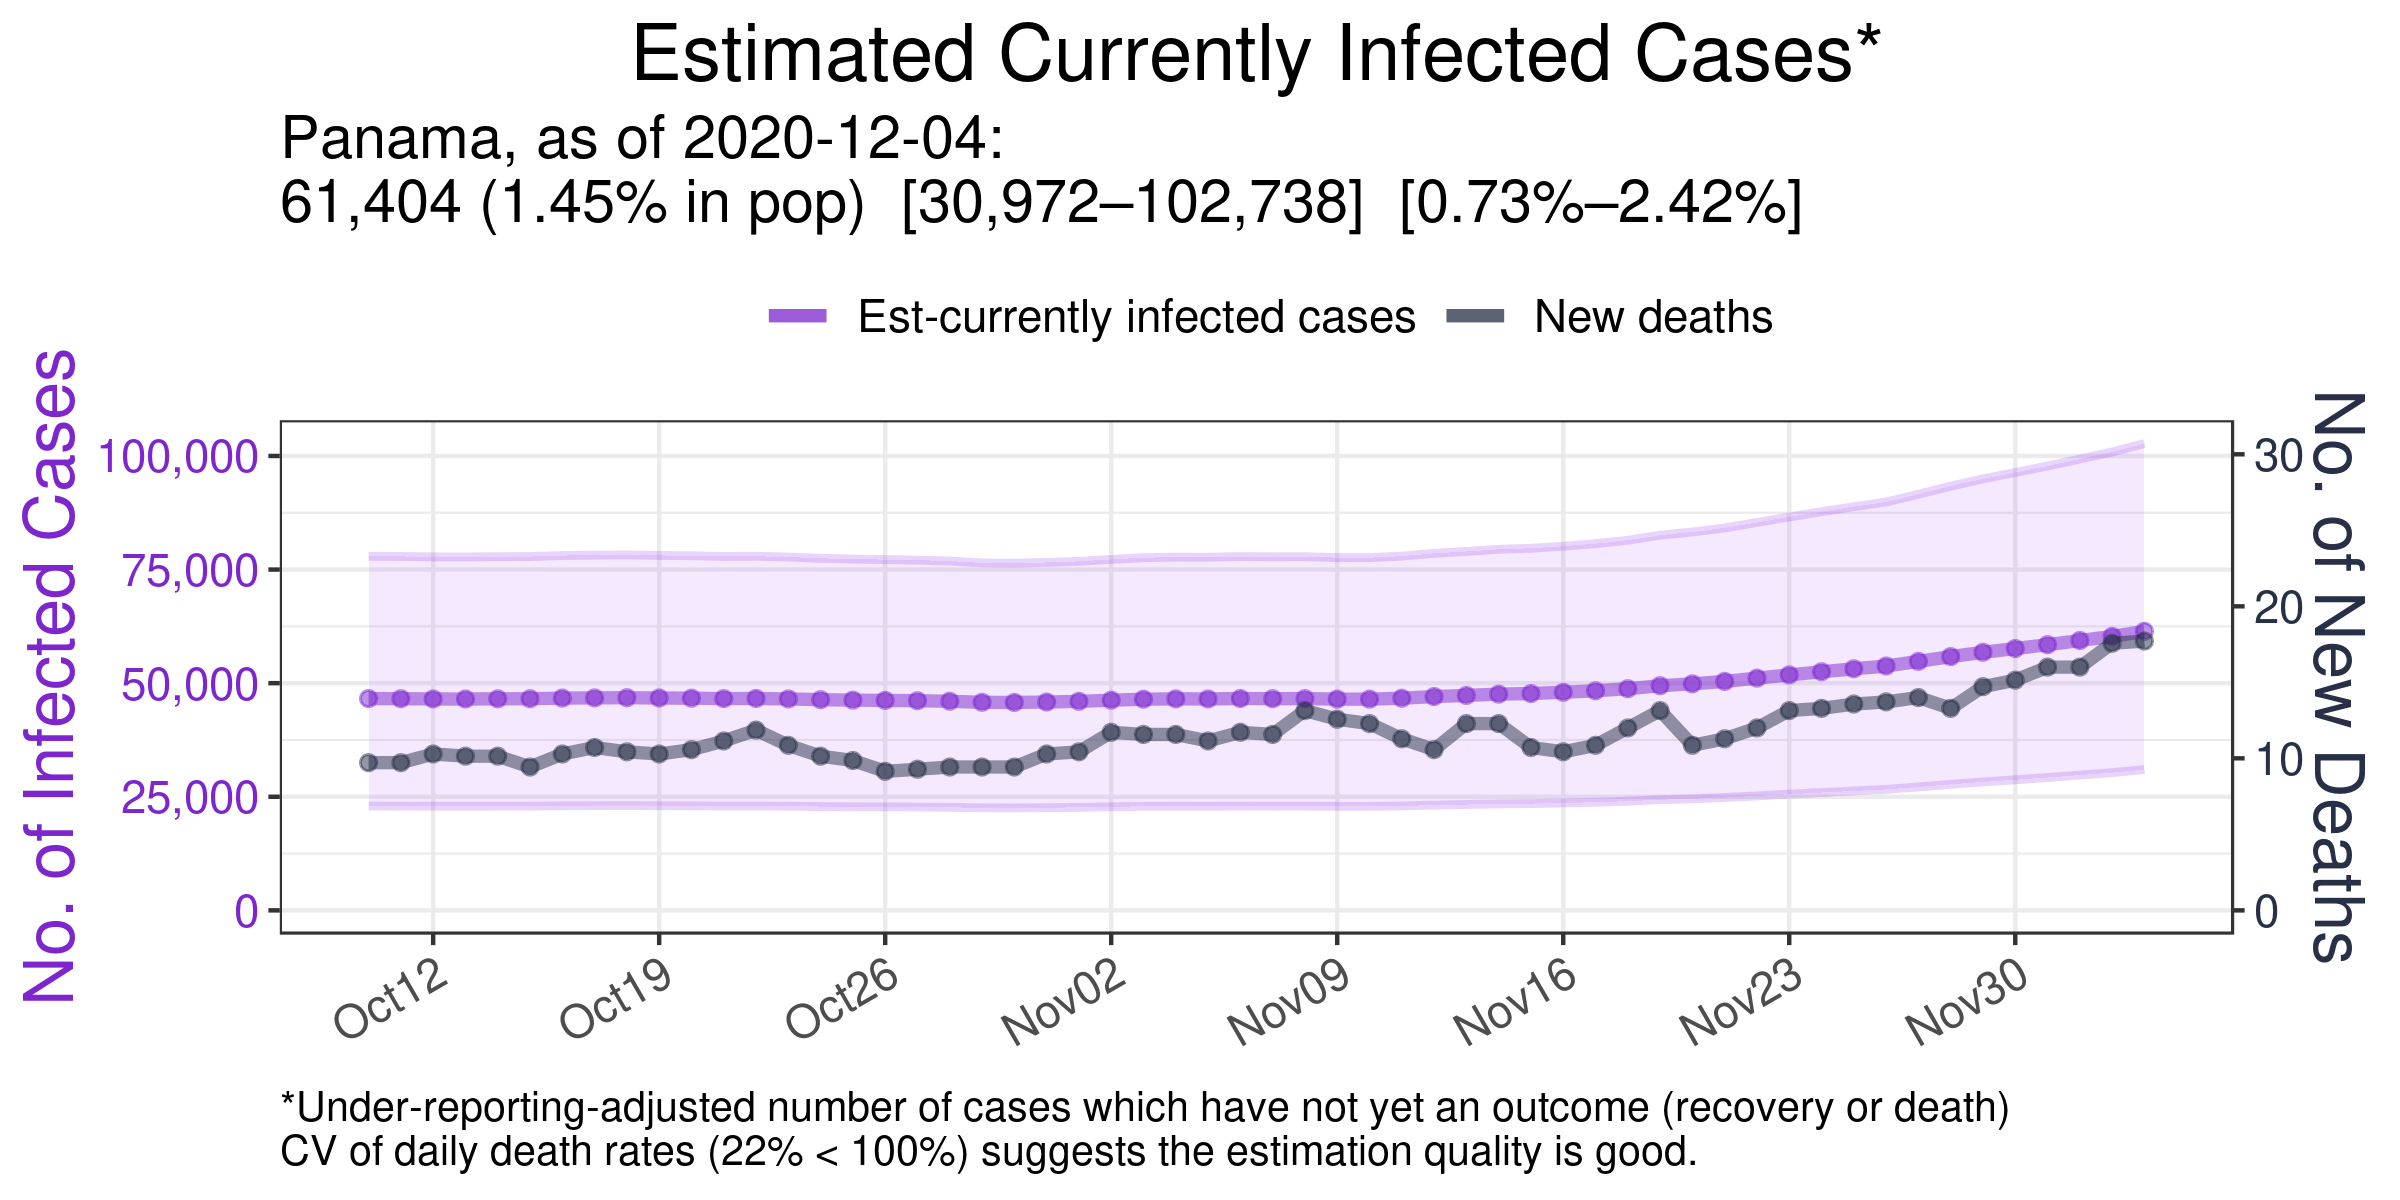 Estimated Currently Infected Cases*
Panama, as of 2020-12-04:
61,404 (1.45% in pop)  [30,972–102,738]  [0.73%–2.42%]
Est-currently infected cases
New deaths
No. of Infected Cases
100,000
75,000
50,000
25,000
0
30
20
10
0
No. of New Deaths
Oct12
Oct19
Oct26
Nov02
Nov09
Nov16
Nov23
Nov30
*Under-reporting-adjusted number of cases which have not yet an outcome (recovery or death)
CV of daily death rates (22% < 100%) suggests the estimation quality is good.